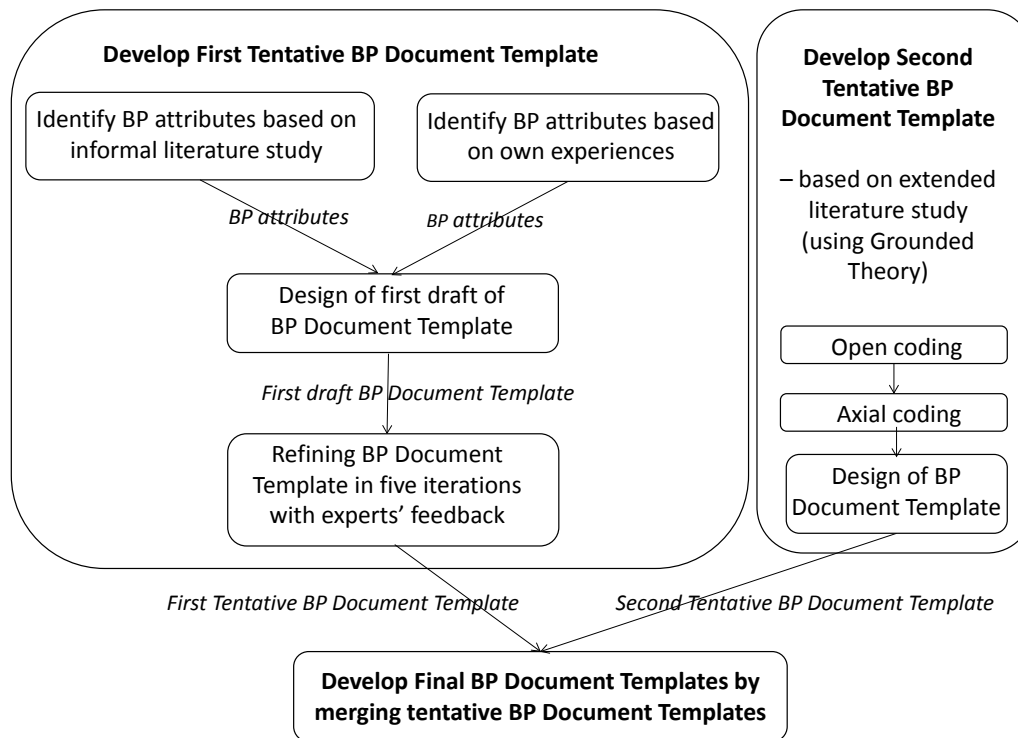 Develop First Tentative BP Document Template
Identify BP attributes based on
informal literature study
Identify BP attributes based
on own experiences
BP attributes
BP attributes
Design of first draft of
BP Document Template
First draft BP Document Template
Refining BP Document
Template in five iterations
with experts’ feedback
Develop Second
Tentative BP
Document Template
– based on extended
literature study
(using Grounded
Theory)
Open coding
Axial coding
Design of BP
Document Template
First Tentative BP Document Template
Second Tentative BP Document Template
Develop Final BP Document Templates by
merging tentative BP Document Templates